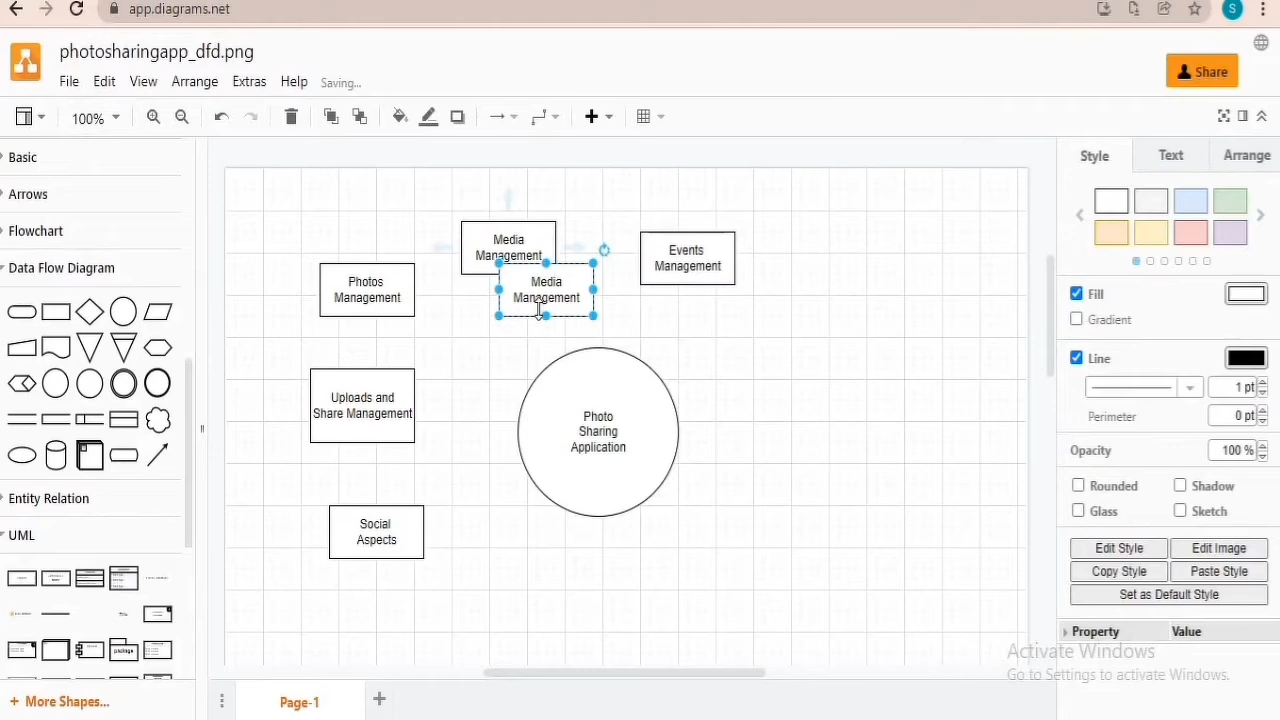 app.diagrams.net
S
photosharingapp_dfd.png
File Edit View Arrange Extras Help Saving...
Share
100%
Basic
Arrows
Flowchart
Data Flow Diagram
Entity Relation
UML
package
+ More Shapes...
Media
Management
Events
Management
Photos
Management
Media
Management
Uploads and
Share Management
Photo
Sharing
Application
Social
Aspects
Page-1
Style Text Arrange
Fill
Gradient
Line
1 pt
Perimeter 0 pt
Opacity 100 %
Rounded Shadow
Glass Sketch
Edit Style Edit Image
Copy Style Paste Style
Set as Default Style
Property Value
Activate Windows
Go to Settings to activate Windows.